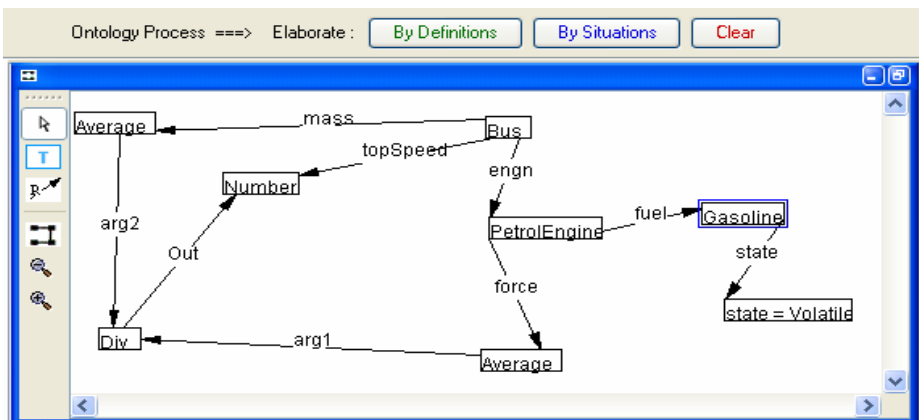 Ontology Process ===> Elaborate : By Definitions By Situations Clear
T
R
Average
mass
Bus
topSpeed
Number
engn
arg2
Out
PetrolEngine
fuel
Gasoline
state
force
state = Volatile
Div
arg1
Average